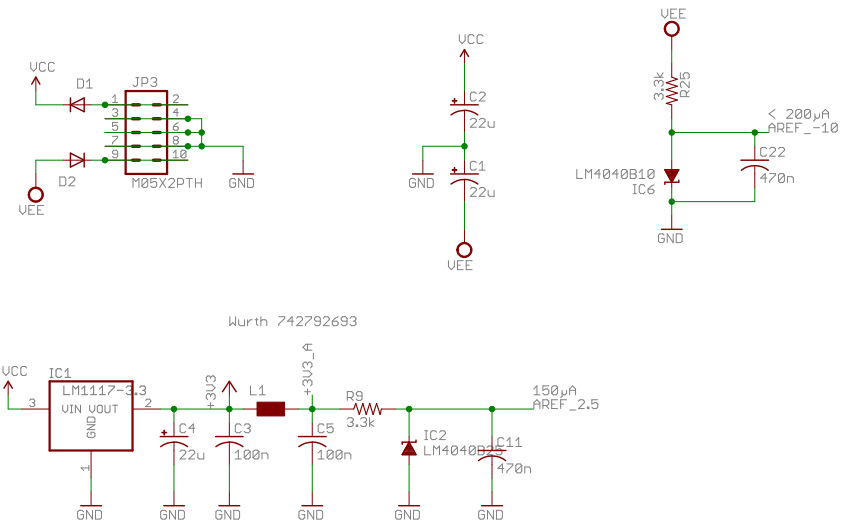 VCC
D1
JP3
1 2
3 4
5 6
7 8
9 10
D2
M05X2PTH
GND
VEE
VCC
C2
22u
C1
22u
GND
VEE
VEE
3.3k
R25
< 200µA
AREF_-10
C22
470n
LM4040B10
IC6
GND
Wurth 742792693
VCC
IC1
LM1117-3.3
3
VIN VOUT
2
GND
1
GND
C4
22u
GND
+3V3
C3
100n
GND
L1
+3V3_A
C5
100n
GND
R9
3.3k
IC2
LM4040B25
GND
150µA
AREF_2.5
C11
470n
GND